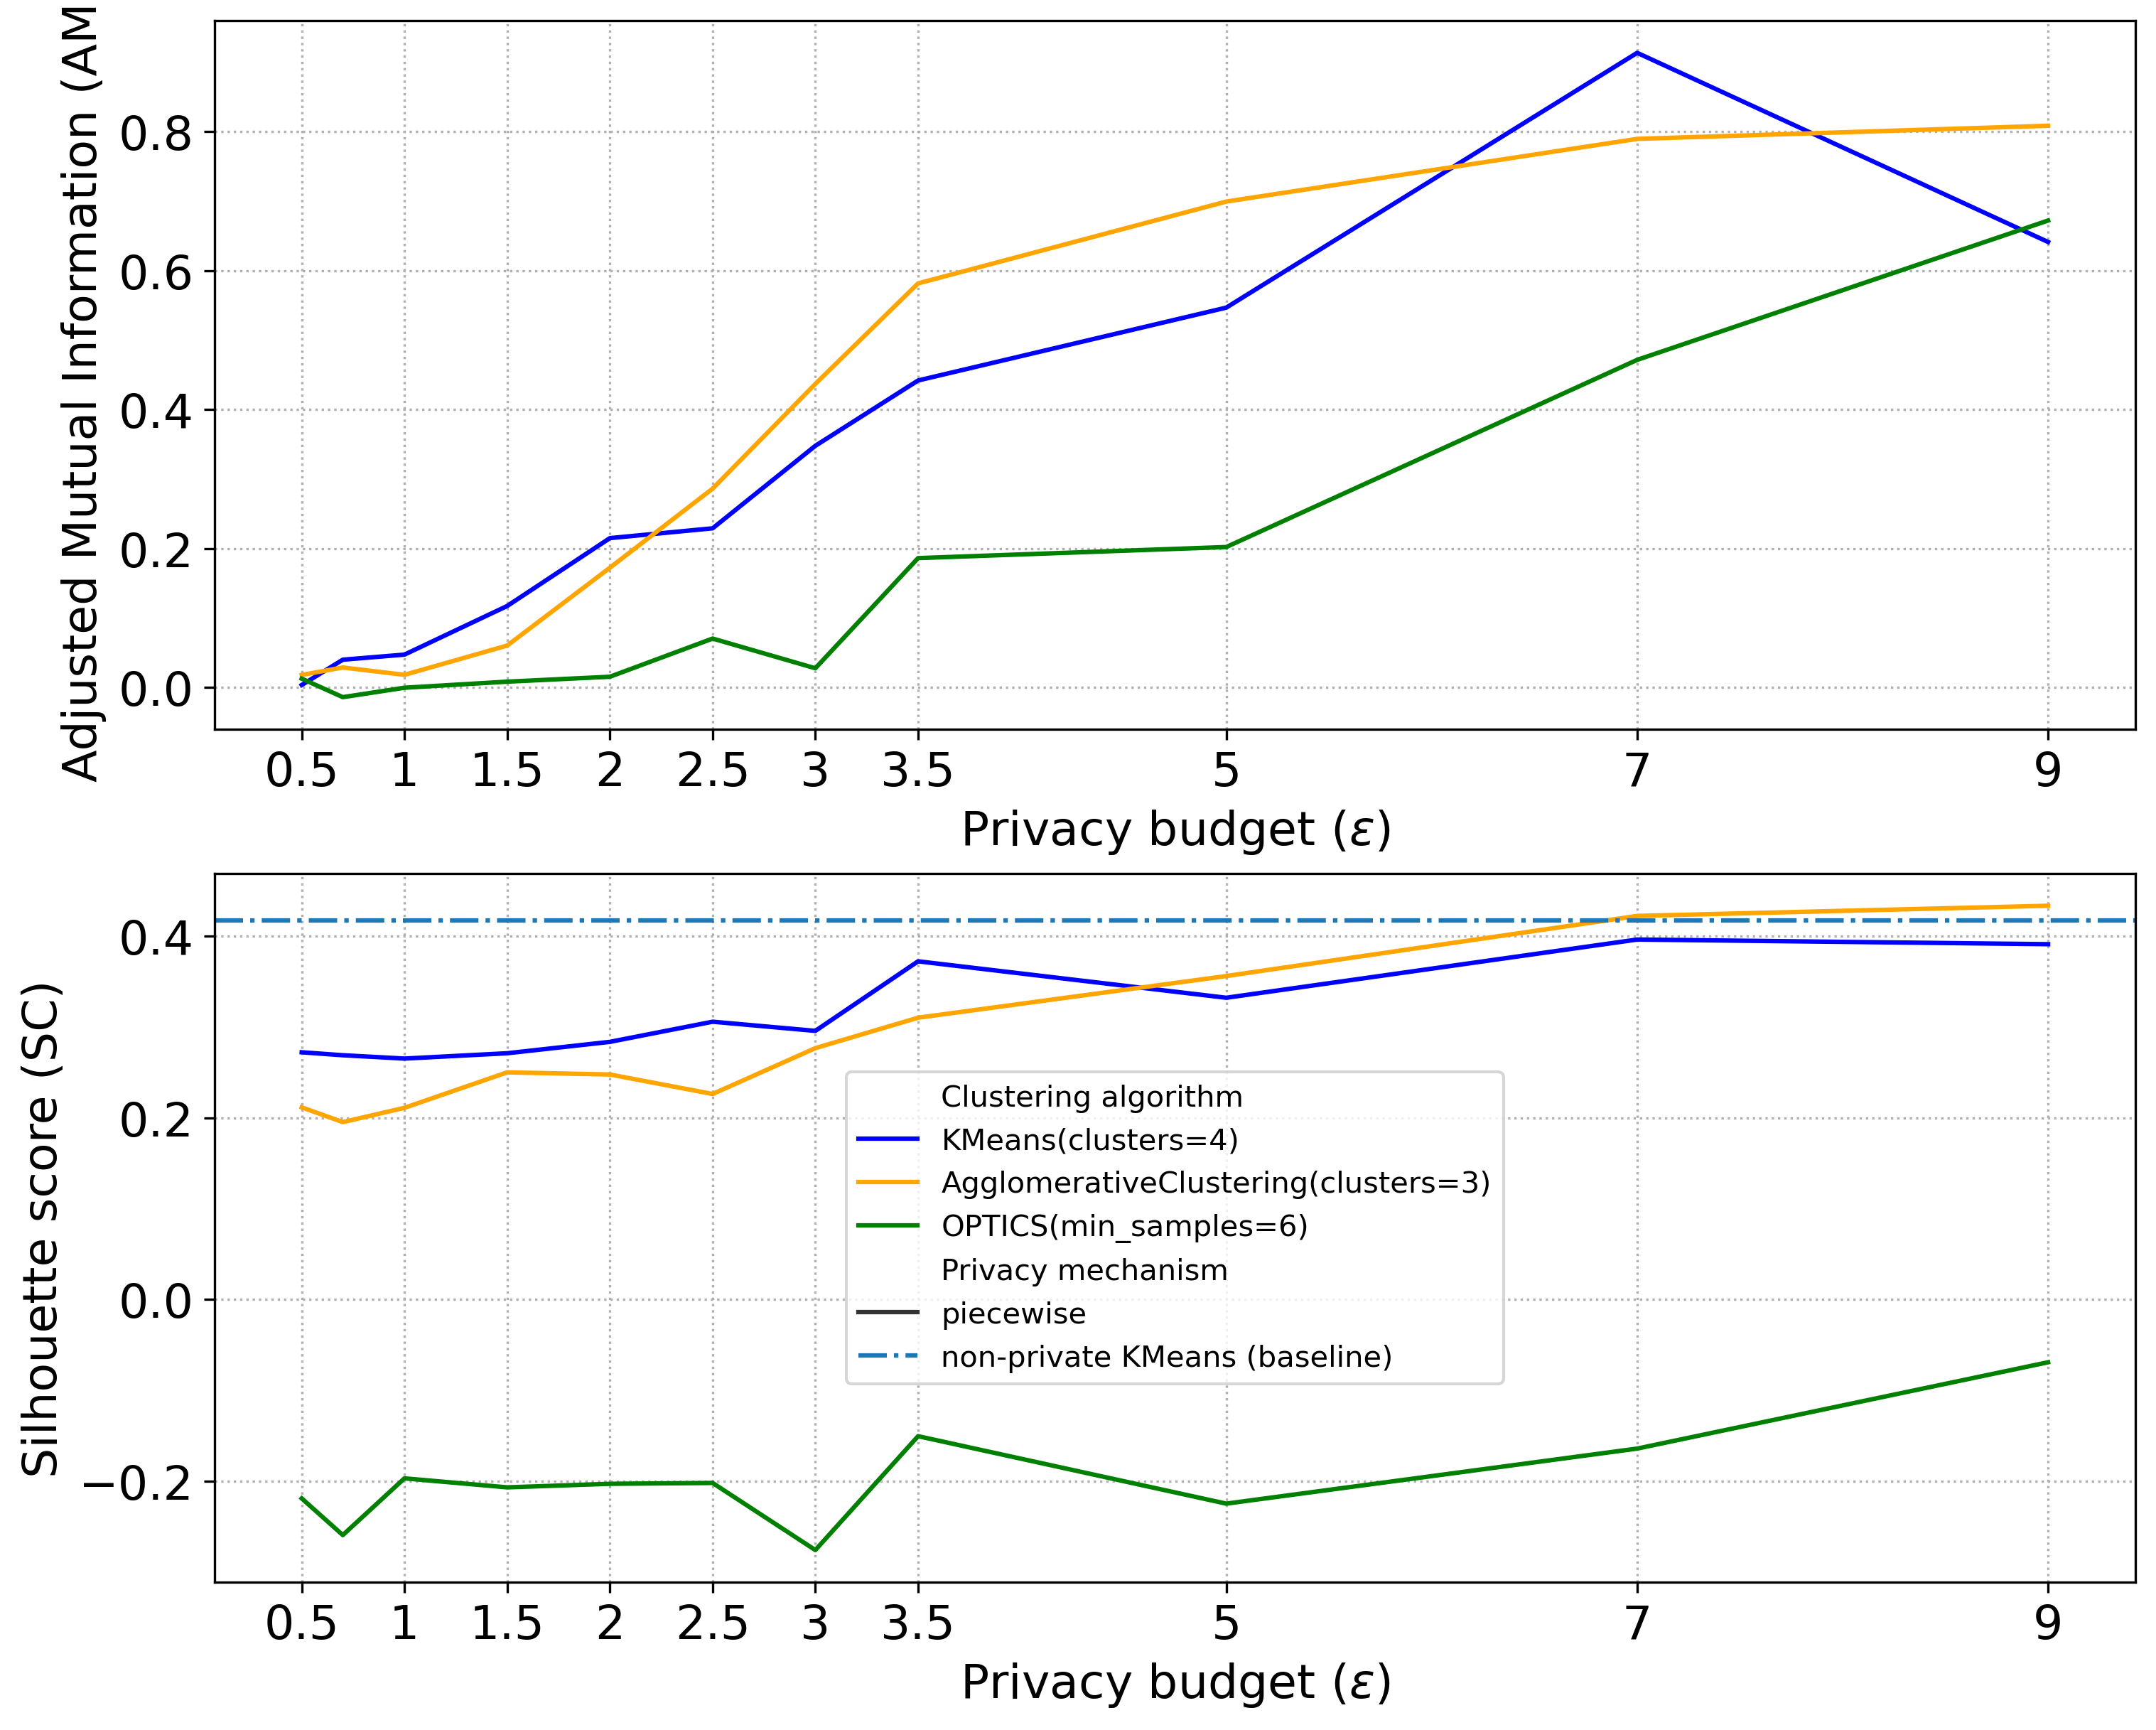 Adjusted Mutual Information (AM
0.8
0.6
0.4
0.2
0.0
0.5 1 1.5 2 2.5 3 3.5 5 7 9
Privacy budget (ε)
Silhouette score (SC)
0.4
0.2
0.0
−0.2
Clustering algorithm
KMeans(clusters=4)
AgglomerativeClustering(clusters=3)
OPTICS(min_samples=6)
Privacy mechanism
piecewise
non-private KMeans (baseline)
0.5 1 1.5 2 2.5 3 3.5 5 7 9
Privacy budget (ε)